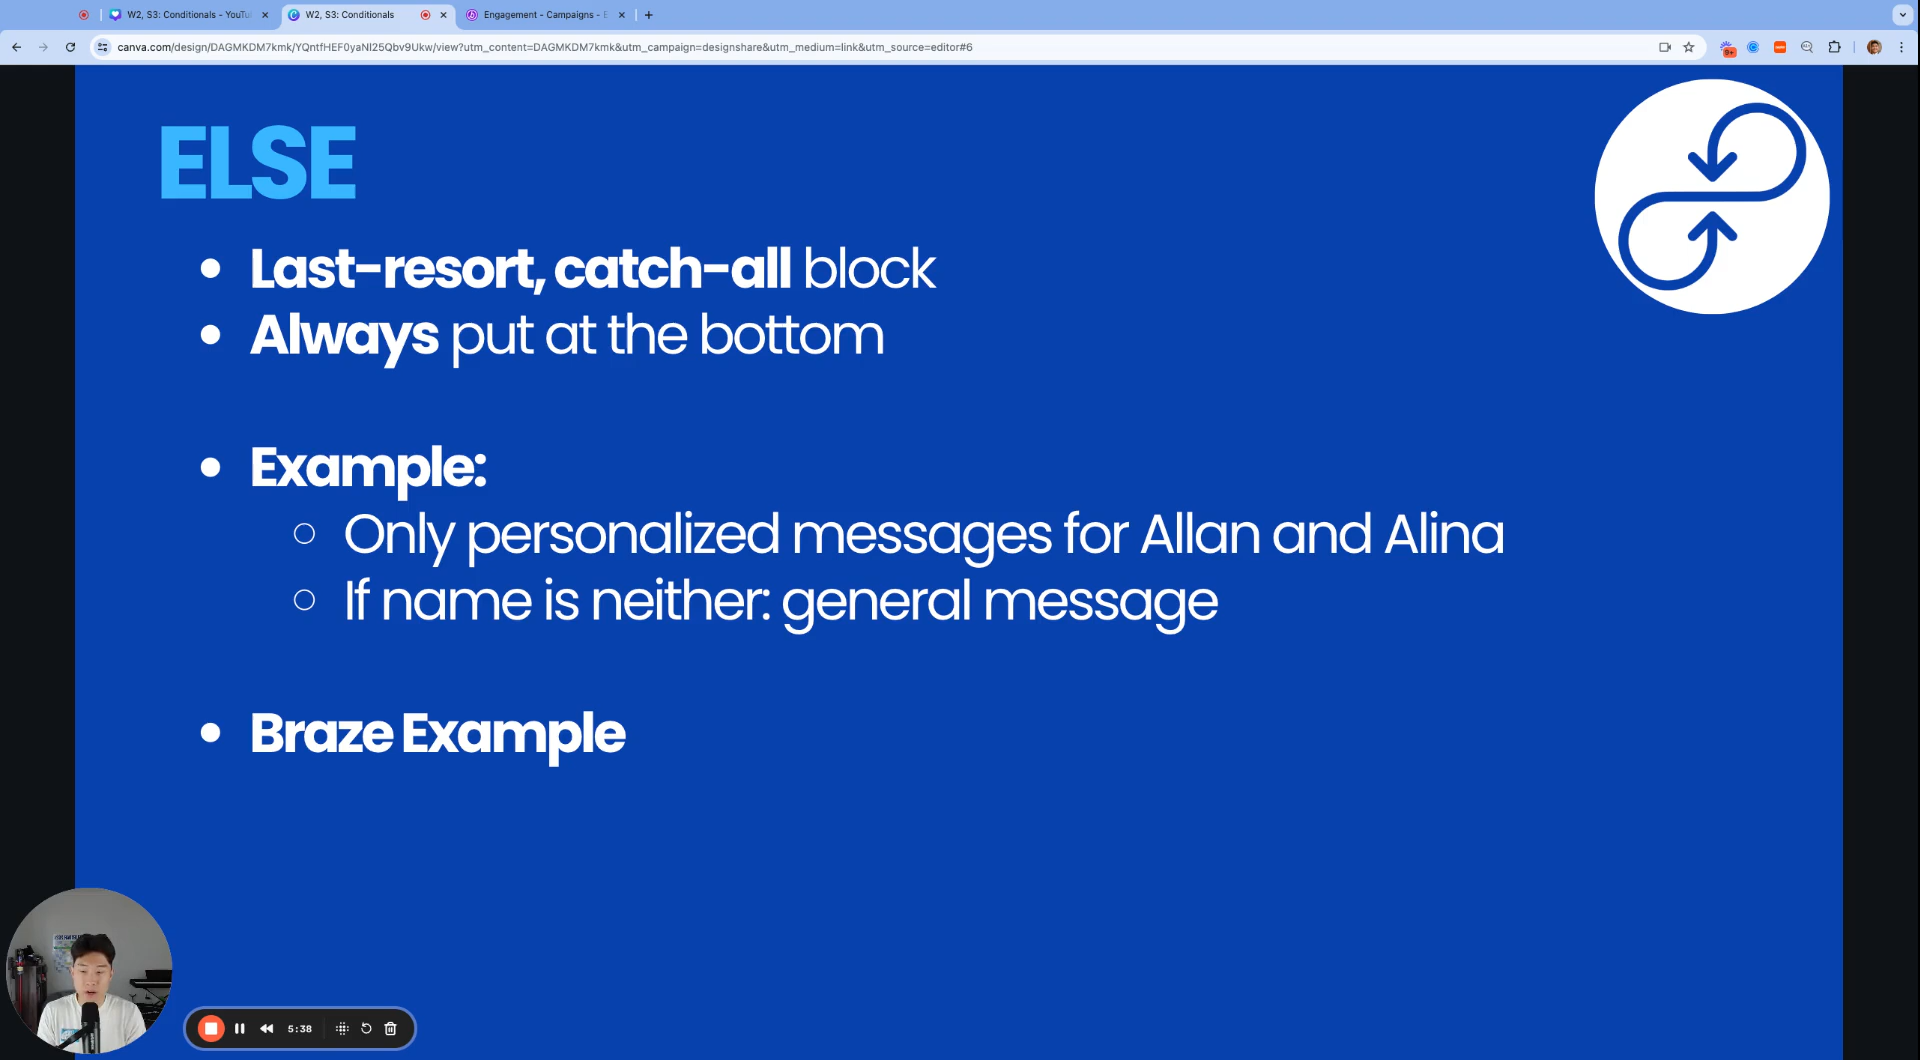 W2, S3: Conditionals - YouTu
W2, S3: Conditionals
Engagement - Campaigns -
canva.com/design/DAGMKDM7kmk/YQntfHEF0yaNI25Qbv9Ukw/view?utm_content=DAGMKDM7kmk&utm_campaign=designshare&utm_medium=link&utm_source=editor#6
9+
ELSE
Last-resort, catch-all block
Always put at the bottom
Example:
Only personalized messages for Allan and Alina
If name is neither: general message
Braze Example
5:38